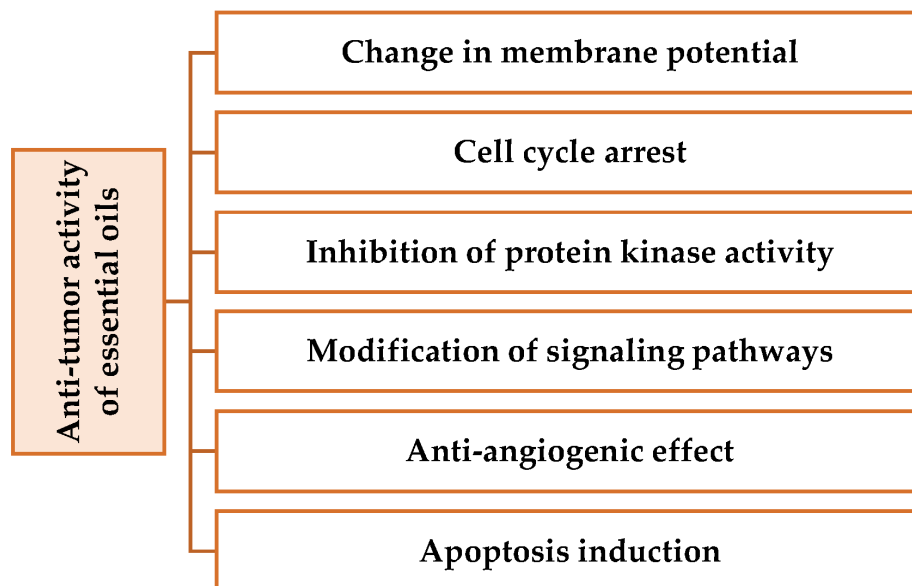 Anti-tumor activity
of essential oils
Change in membrane potential
Cell cycle arrest
Inhibition of protein kinase activity
Modification of signaling pathways
Anti-angiogenic effect
Apoptosis induction